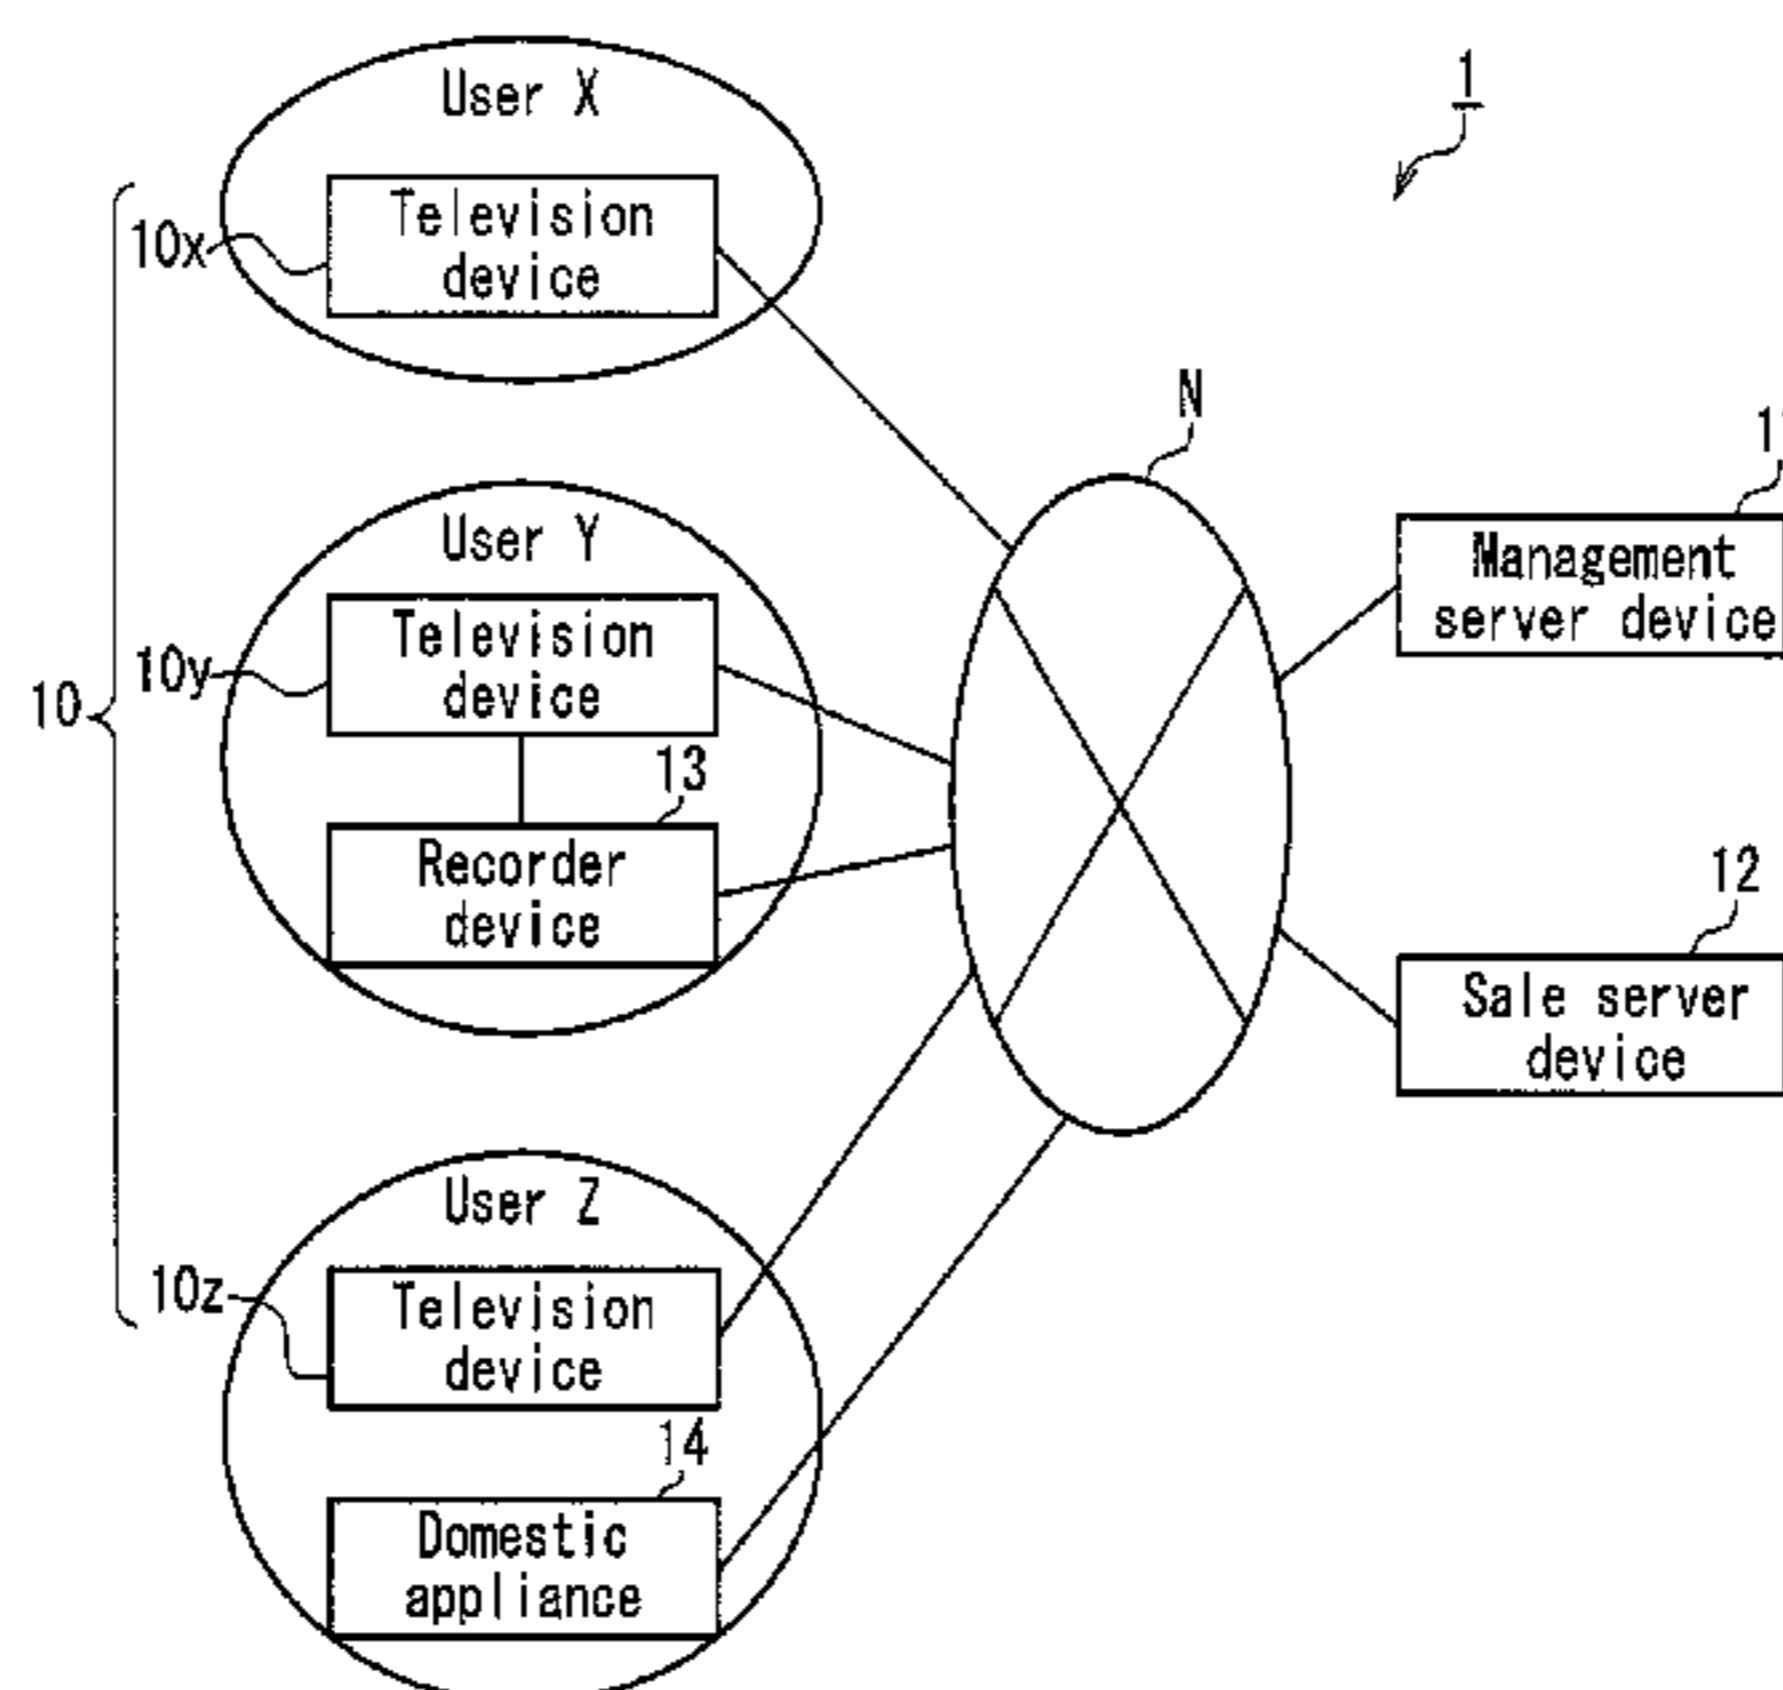 1
User X
10x
Television
device
N
User Y
10
10y
Television
device
Management
server device
13
Recorder
device
12
Sale server
device
User Z
10z
Television
device
14
Domestic
appliance